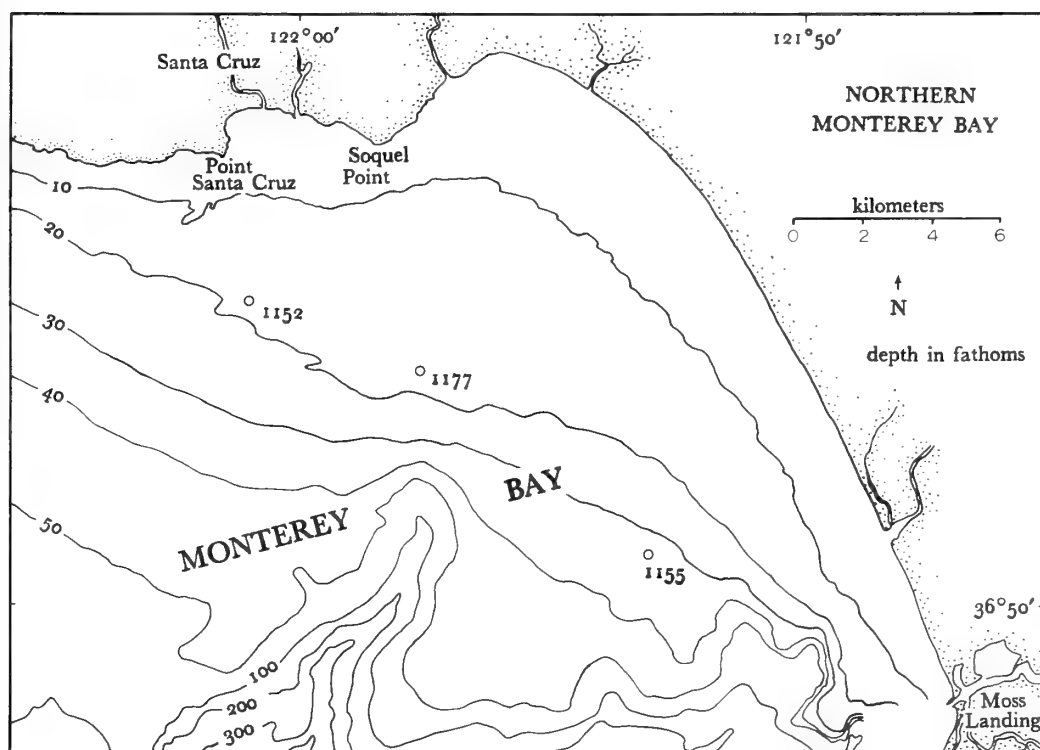 122°00'
121°50'
Santa Cruz
NORTHERN
MONTEREY BAY
Point
Santa Cruz
Soquel
Point
10
20
30
40
50
kilometers
0 2 4 6
N
depth in fathoms
1152
1177
MONTEREY BAY
1155
36°50'
100
200
300
Moss
Landing